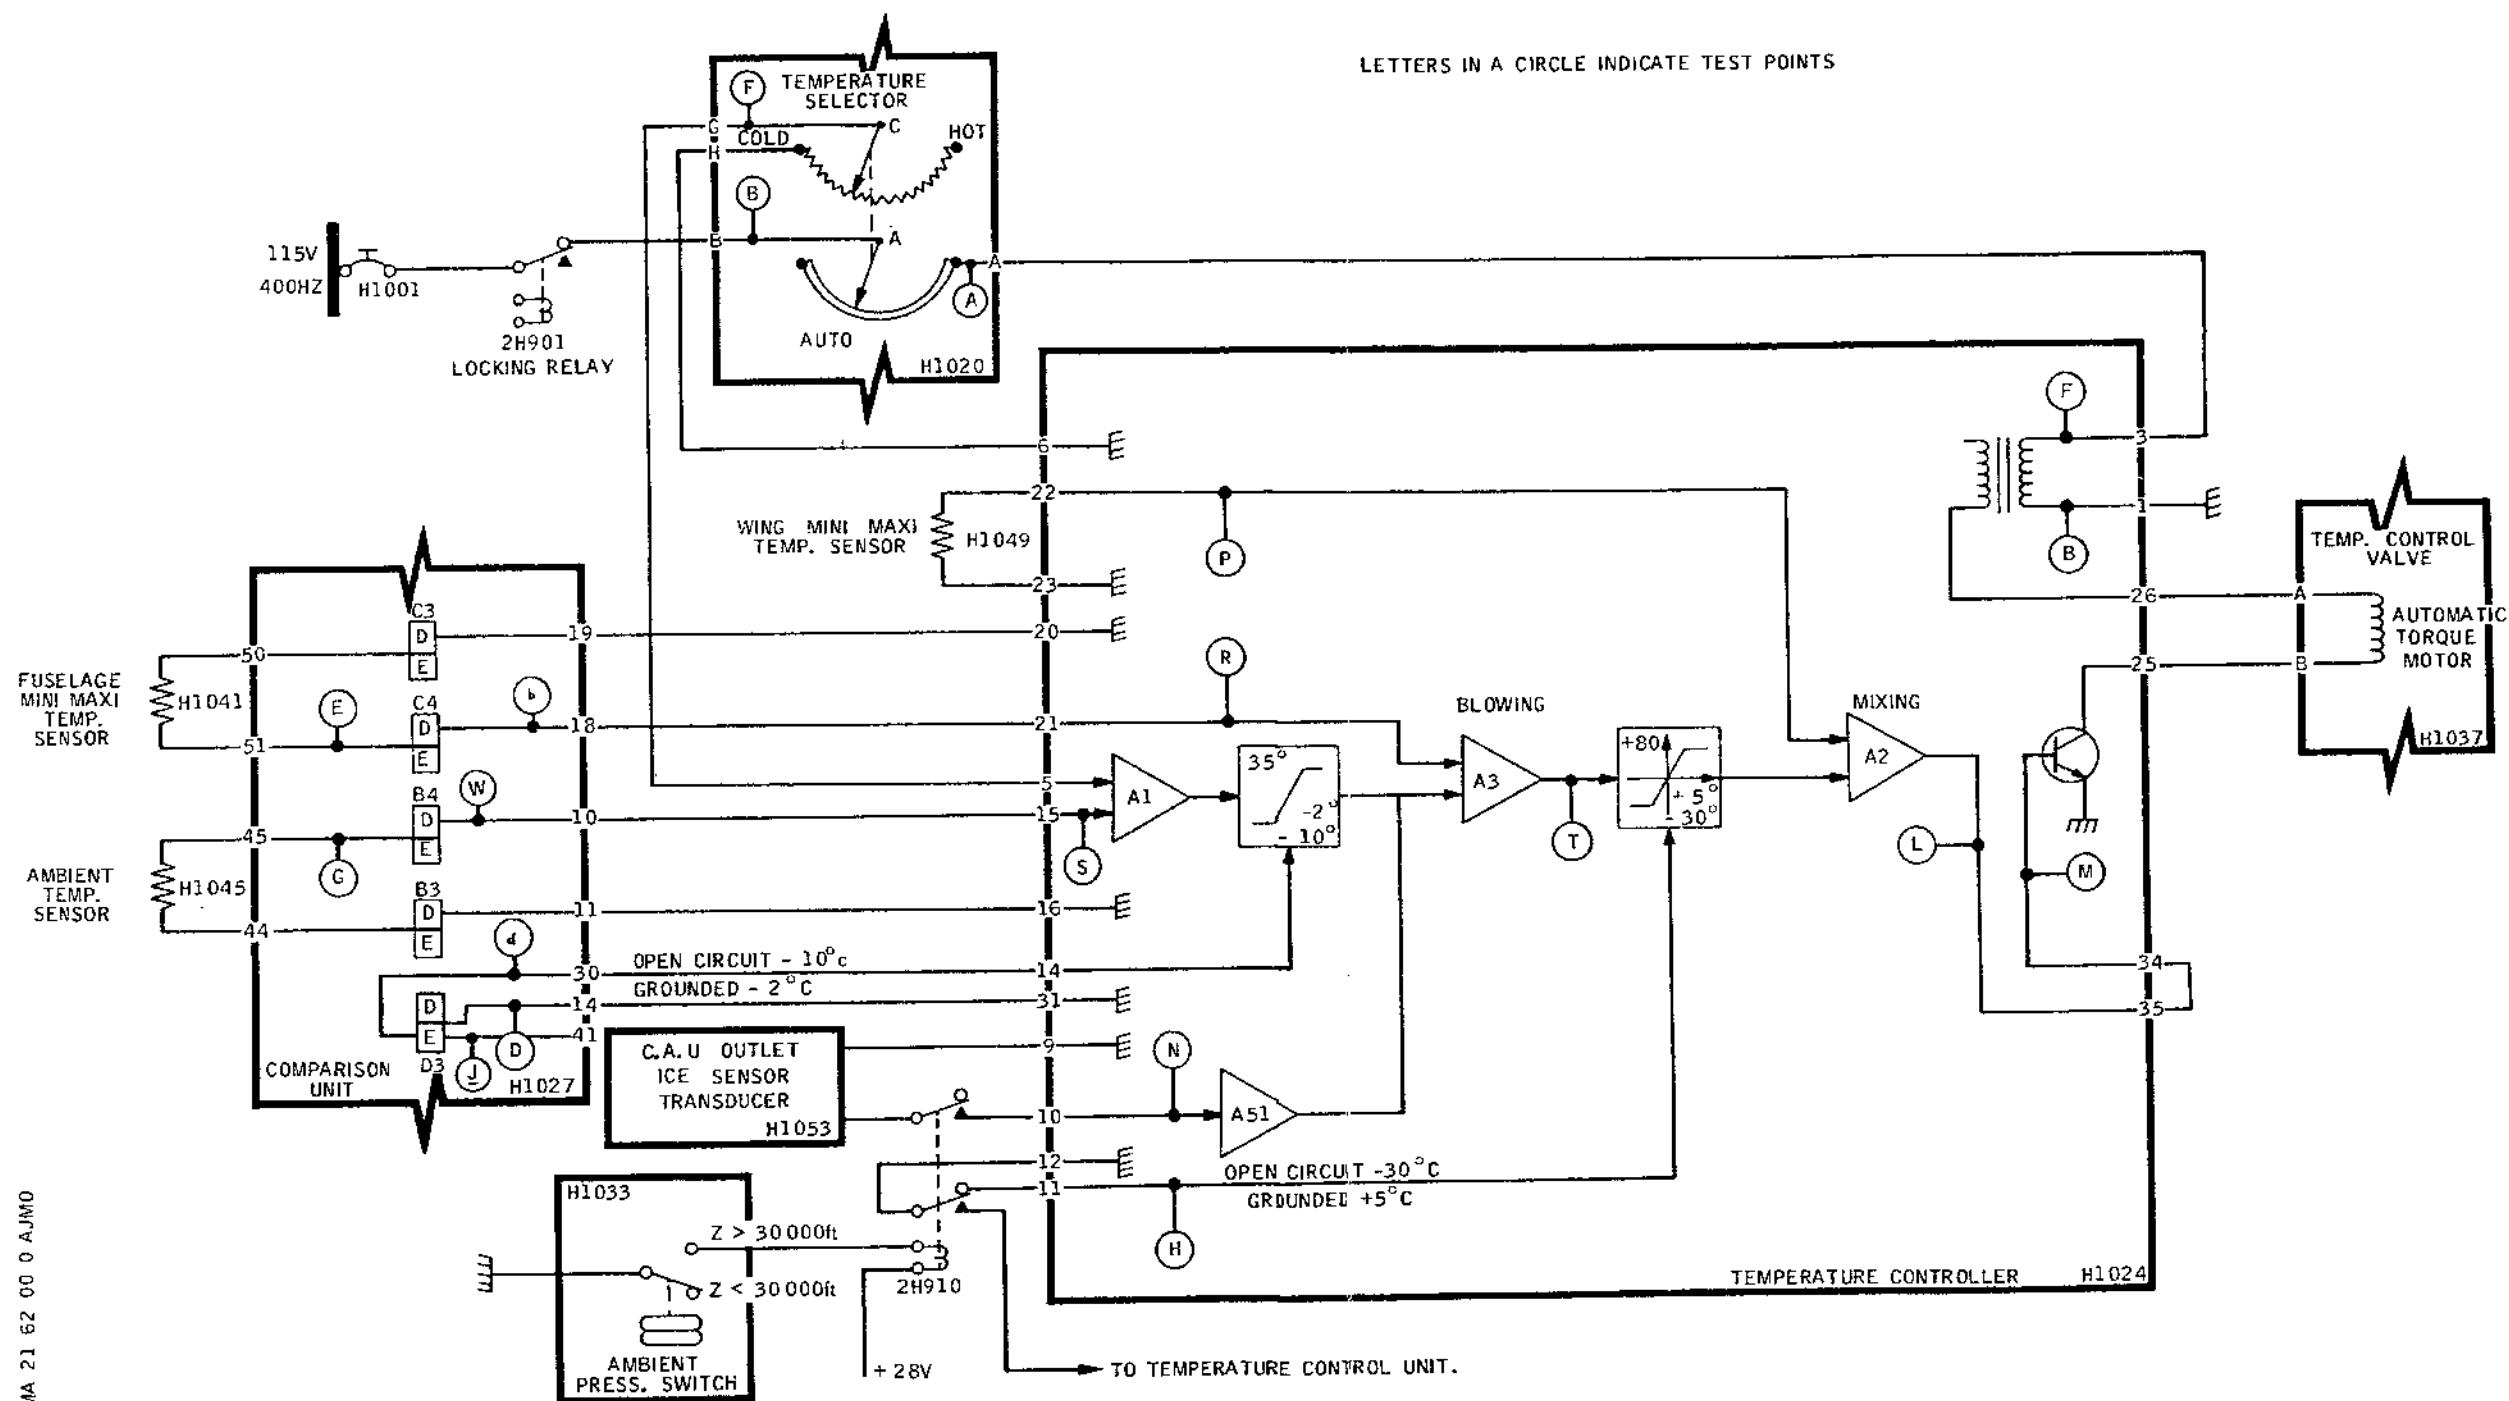 LETTERS IN A CIRCLE INDICATE TEST POINTS
F
TEMPERATURE
SELECTOR
G
C
COLD
HOT
H
B
B
A
115V
400HZ
H1001
A
A
2H901
LOCKING RELAY
AUTO
H1020
F
6
3
22
WING MINI MAXI
TEMP. SENSOR
H1049
P
23
1
B
TEMP. CONTROL
VALVE
26
A
AUTOMATIC
TORQUE
MOTOR
25
B
H1037
C3
D
E
19
20
50
FUSELAGE
MINI MAXI
TEMP.
SENSOR
H1041
E
b
C4
D
E
18
21
51
R
BLOWING
MIXING
W
B4
D
E
10
5
15
A1
35°
-2°
-10°
A3
+80
+5°
-30°
A2
S
T
L
M
45
G
AMBIENT
TEMP.
SENSOR
H1045
B3
D
E
11
16
44
d
30
OPEN CIRCUIT - 10°c
14
GROUNDED - 2°C
34
35
D
E
14
31
41
J
D
D3
COMPARISON
UNIT
H1027
C.A.U OUTLET
ICE SENSOR
TRANSDUCER
H1053
9
N
10
A51
12
11
OPEN CIRCUIT -30°C
GROUNDED +5°C
H
H1033
Z > 30000ft
Z < 30000ft
2H910
AMBIENT
PRESS. SWITCH
+28V
TO TEMPERATURE CONTROL UNIT.
TEMPERATURE CONTROLLER
H1024
MA 21 62 00 0 AJM0